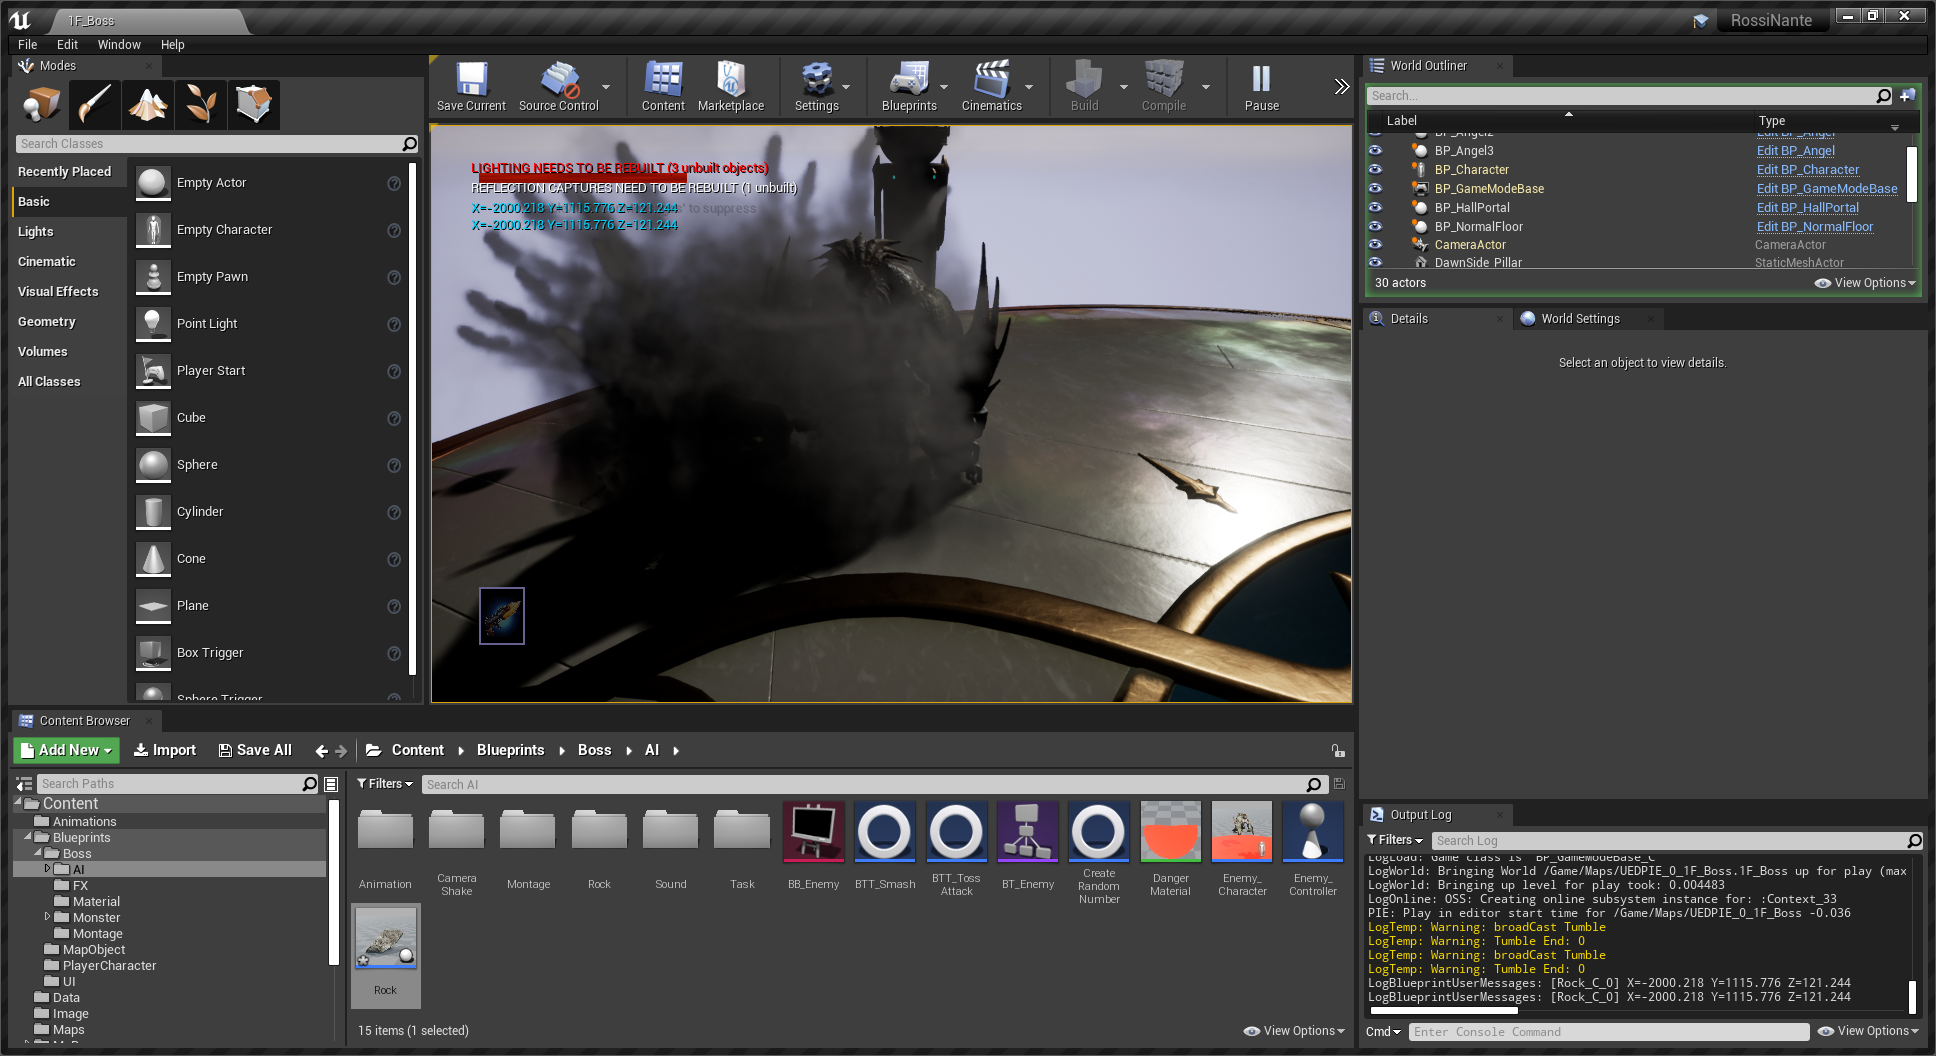 1F_Boss
RossiNante
File Edit Window Help
Modes
Search Classes
Recently Placed
Basic
Lights
Cinematic
Visual Effects
Geometry
Volumes
All Classes
Empty Actor
Empty Character
Empty Pawn
Point Light
Player Start
Cube
Sphere
Cylinder
Cone
Plane
Box Trigger
Sphere Trigger
Save Current
Source Control
Content
Marketplace
Settings
Blueprints
Cinematics
Build
Compile
Pause
LIGHTING NEEDS TO BE REBUILT (3 unbuilt objects)
REFLECTION CAPTURES NEED TO BE REBUILT (1 unbuilt)
X=-2000.218 Y=1115.776 Z=121.244 to suppress
X=-2000.218 Y=1115.776 Z=121.244
World Outliner
Search...
Label Type
BP_Angel2 Edit BP_Angel
BP_Angel3 Edit BP_Angel
BP_Character Edit BP_Character
BP_GameModeBase Edit BP_GameModeBase
BP_HallPortal Edit BP_HallPortal
BP_NormalFloor Edit BP_NormalFloor
CameraActor CameraActor
DawnSide_Pillar StaticMeshActor
30 actors
View Options
Details
World Settings
Select an object to view details.
Content Browser
Add New Import Save All Content Blueprints Boss AI
Search Paths
Content
Animations
Blueprints
Boss
AI
FX
Material
Monster
Montage
MapObject
PlayerCharacter
UI
Data
Image
Maps
Filters
Search AI
Animation
Camera
Shake
Montage
Rock
Sound
Task
BB_Enemy
BTT_Smash
BTT_Toss
Attack
BT_Enemy
Create
Random
Number
Danger
Material
Enemy_
Character
Enemy_
Controller
Rock
15 items (1 selected)
View Options
Output Log
Filters
Search Log
LogLoad: Game class is 'BP_GameModeBase_C'
LogWorld: Bringing World /Game/Maps/UEDPIE_0_1F_Boss.1F_Boss up for play (max
LogWorld: Bringing up level for play took: 0.004483
LogOnline: OSS: Creating online subsystem instance for: :Context_33
PIE: Play in editor start time for /Game/Maps/UEDPIE_0_1F_Boss -0.036
LogTemp: Warning: broadCast Tumble
LogTemp: Warning: Tumble End: 0
LogTemp: Warning: broadCast Tumble
LogTemp: Warning: Tumble End: 0
LogBlueprintUserMessages: [Rock_C_0] X=-2000.218 Y=1115.776 Z=121.244
LogBlueprintUserMessages: [Rock_C_0] X=-2000.218 Y=1115.776 Z=121.244
Cmd
Enter Console Command
View Options